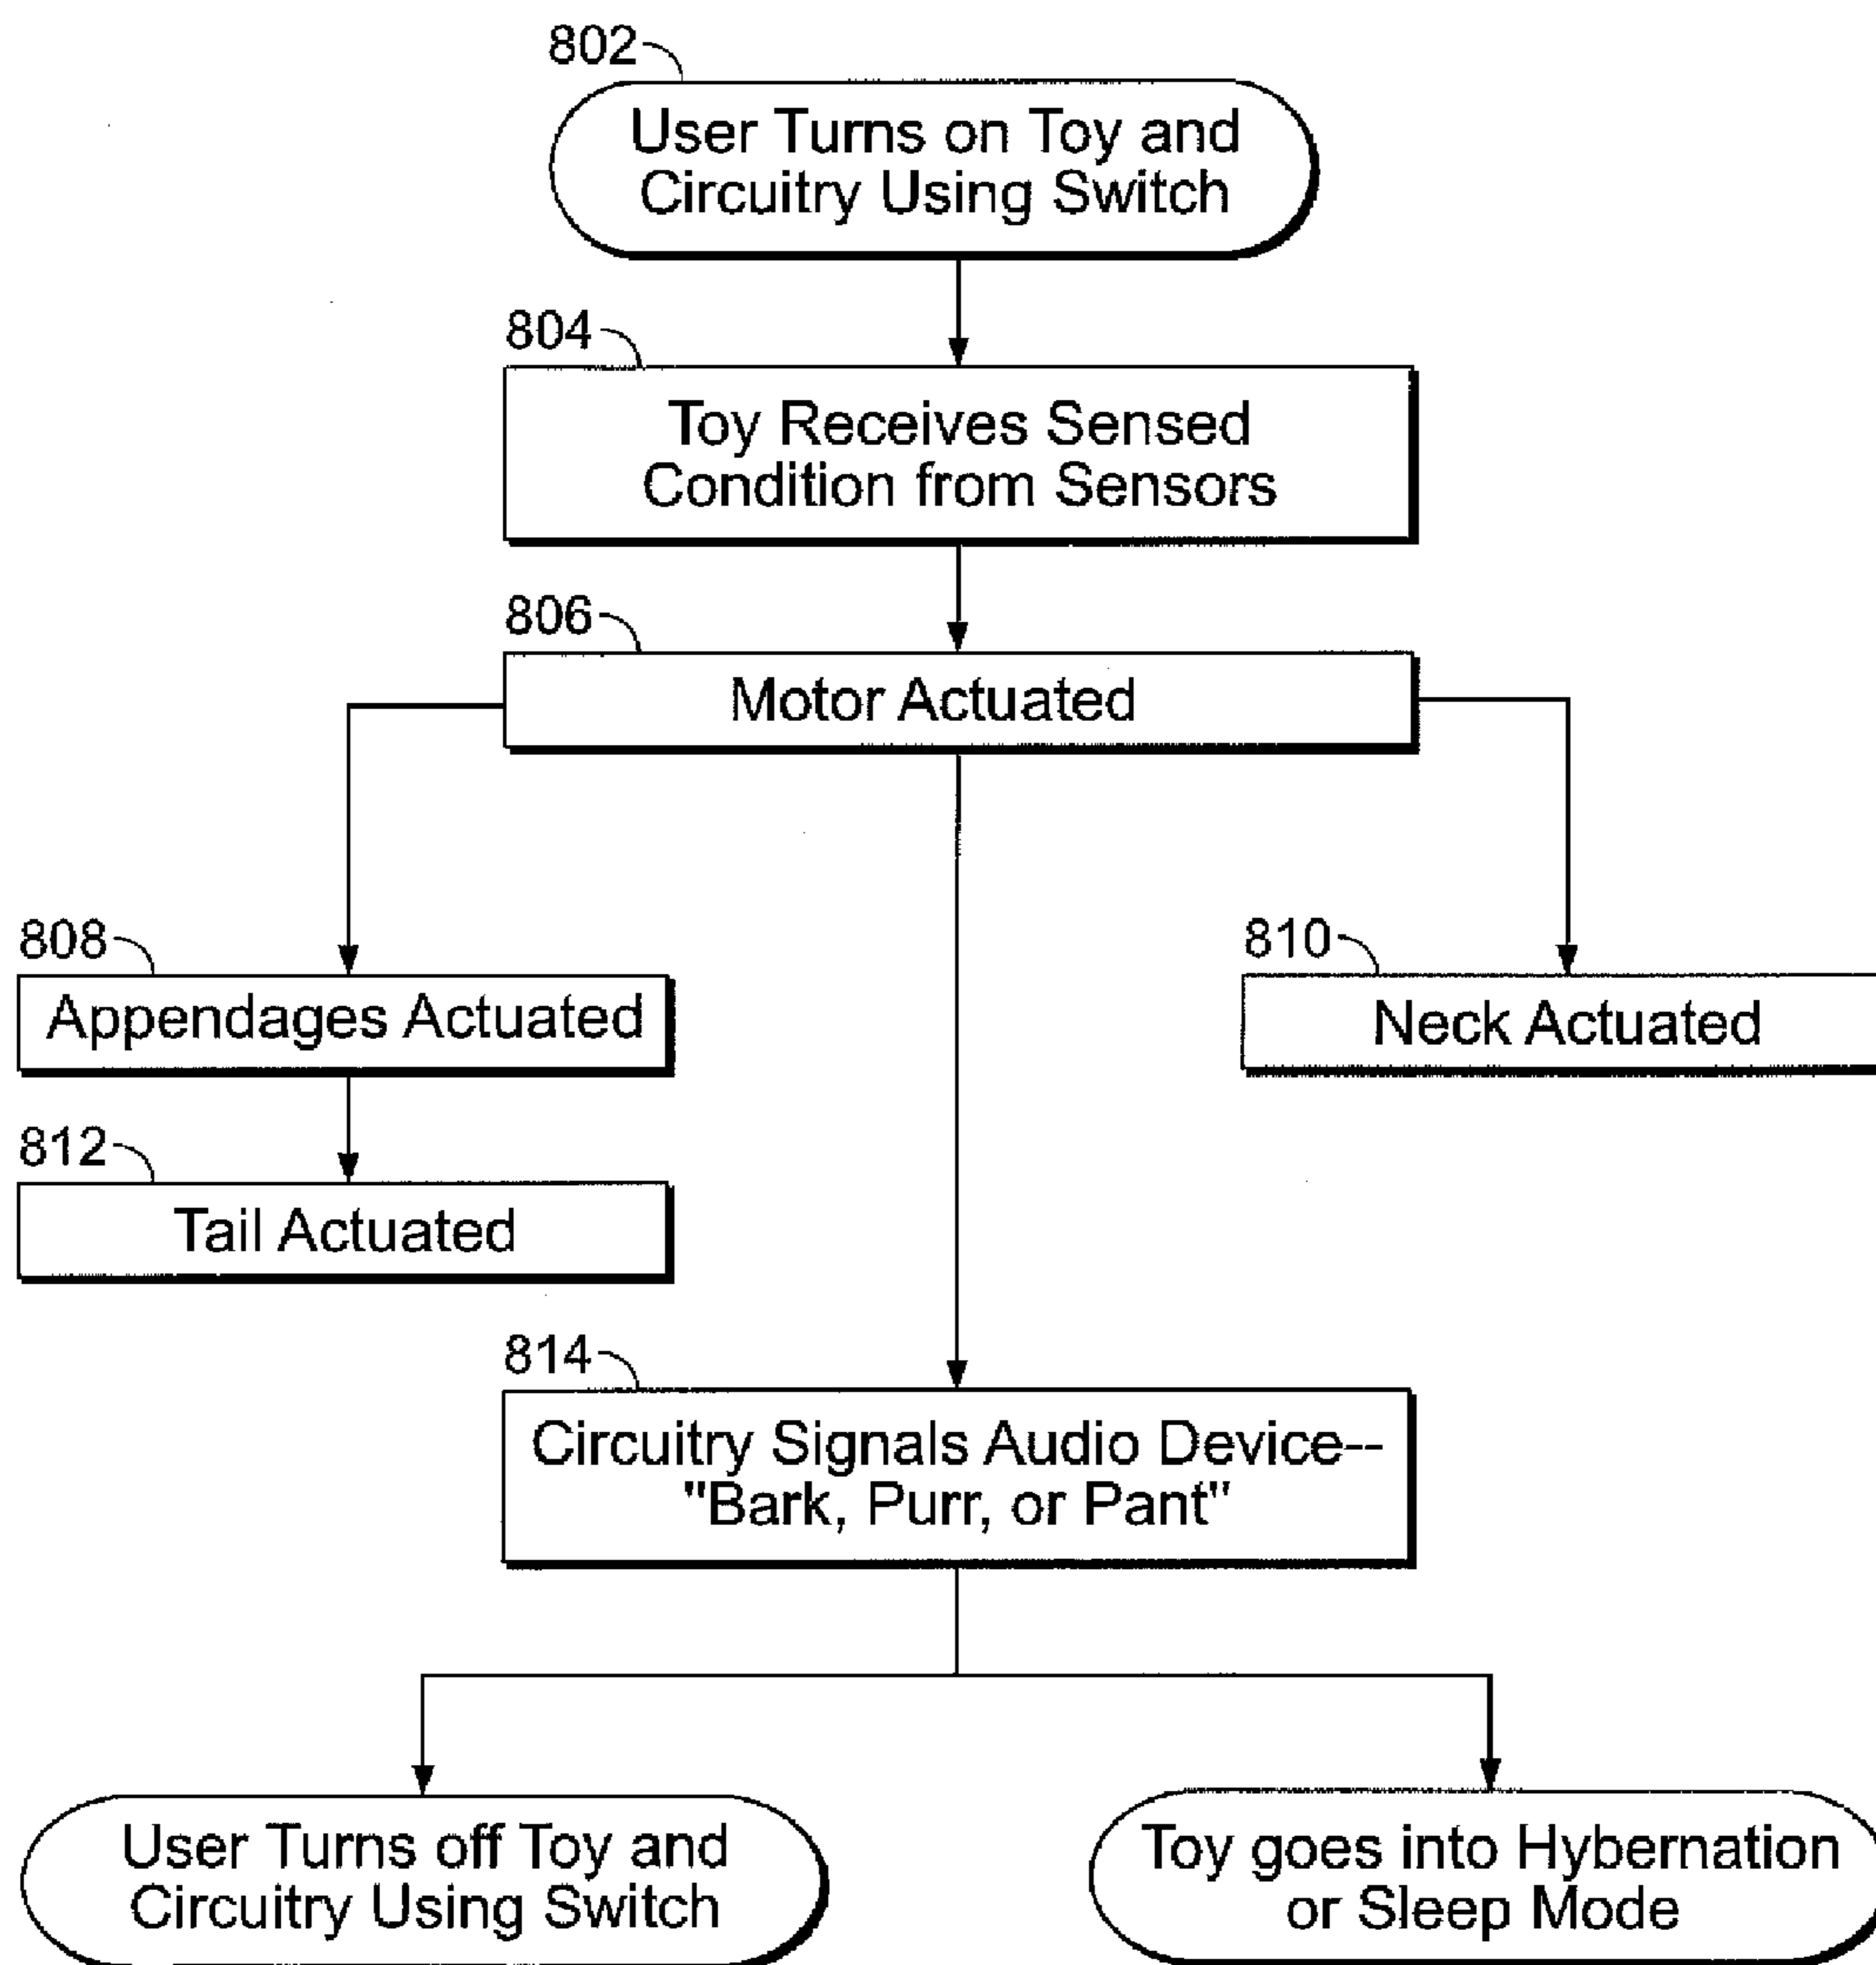 802
User Turns on Toy and
Circuitry Using Switch
804
Toy Receives Sensed
Condition from Sensors
806
Motor Actuated
808
Appendages Actuated
810
Neck Actuated
812
Tail Actuated
814
Circuitry Signals Audio Device--
"Bark, Purr, or Pant"
User Turns off Toy and
Circuitry Using Switch
Toy goes into Hybernation
or Sleep Mode